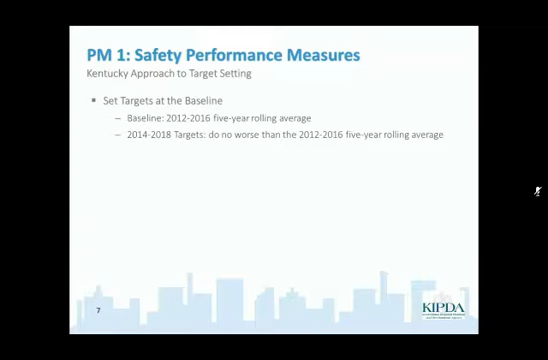 PM 1: Safety Performance Measures
Kentucky Approach to Target Setting
Set Targets at the Baseline
– Baseline: 2012-2016 five-year rolling average
– 2014-2018 Targets: do no worse than the 2012-2016 five-year rolling average
7
KIPDA